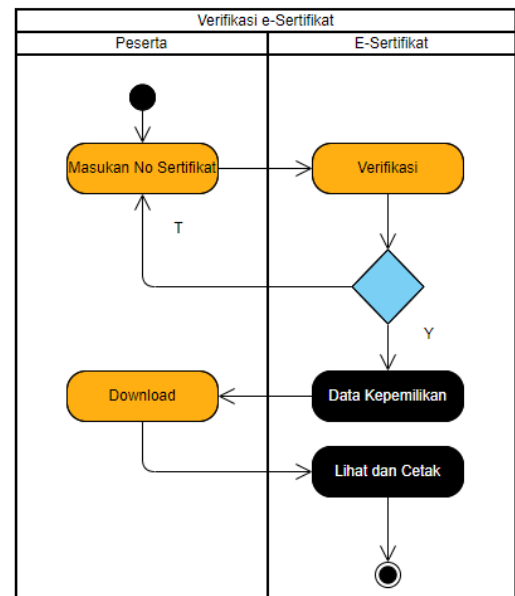 Verifikasi e-Sertifikat
Peserta
E-Sertifikat
Masukan No Sertifikat
Verifikasi
T
Y
Download
Data Kepemilikan
Lihat dan Cetak